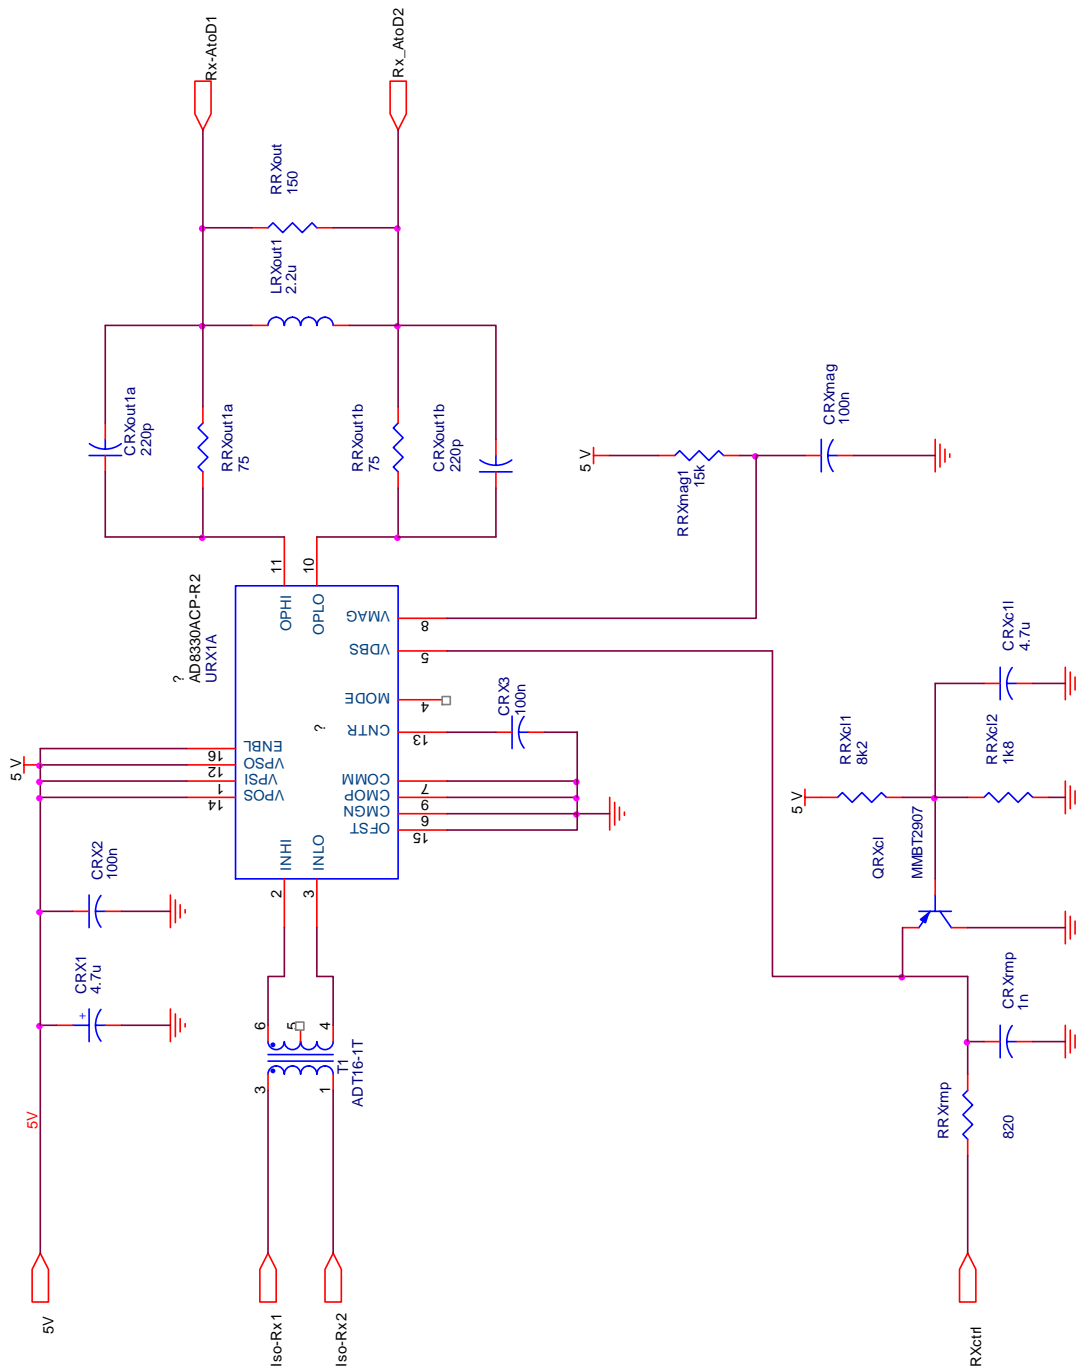 Rx-AtoD1
Rx_AtoD2
RRXout
150
LRXout1
2.2u
CRXout1a
220p
RRXout1a
75
RRXout1b
75
CRXout1b
220p
5 V
RRXmag1
15k
CRXmag
100n
?
AD8330ACP-R2
URX1A
11
10
OPHI
OPLO
VMAG
8
VDBS
5
MODE
4
CNTR
13
COMM
7
CMOP
9
CMGN
6
OFST
15
?
ENBL
16
VPSO
12
VPSI
1
VPOS
14
INHI
INLO
2
3
5 V
CRX3
100n
CRX2
100n
CRX1
4.7u
+
5V
5V
6
5
4
3
1
T1
ADT16-1T
Iso-Rx1
Iso-Rx2
5 V
RRXcl1
8k2
RRXcl2
1k8
CRXc1l
4.7u
QRXcl
MMBT2907
CRXrmp
1n
RRXrmp
820
RXctrl